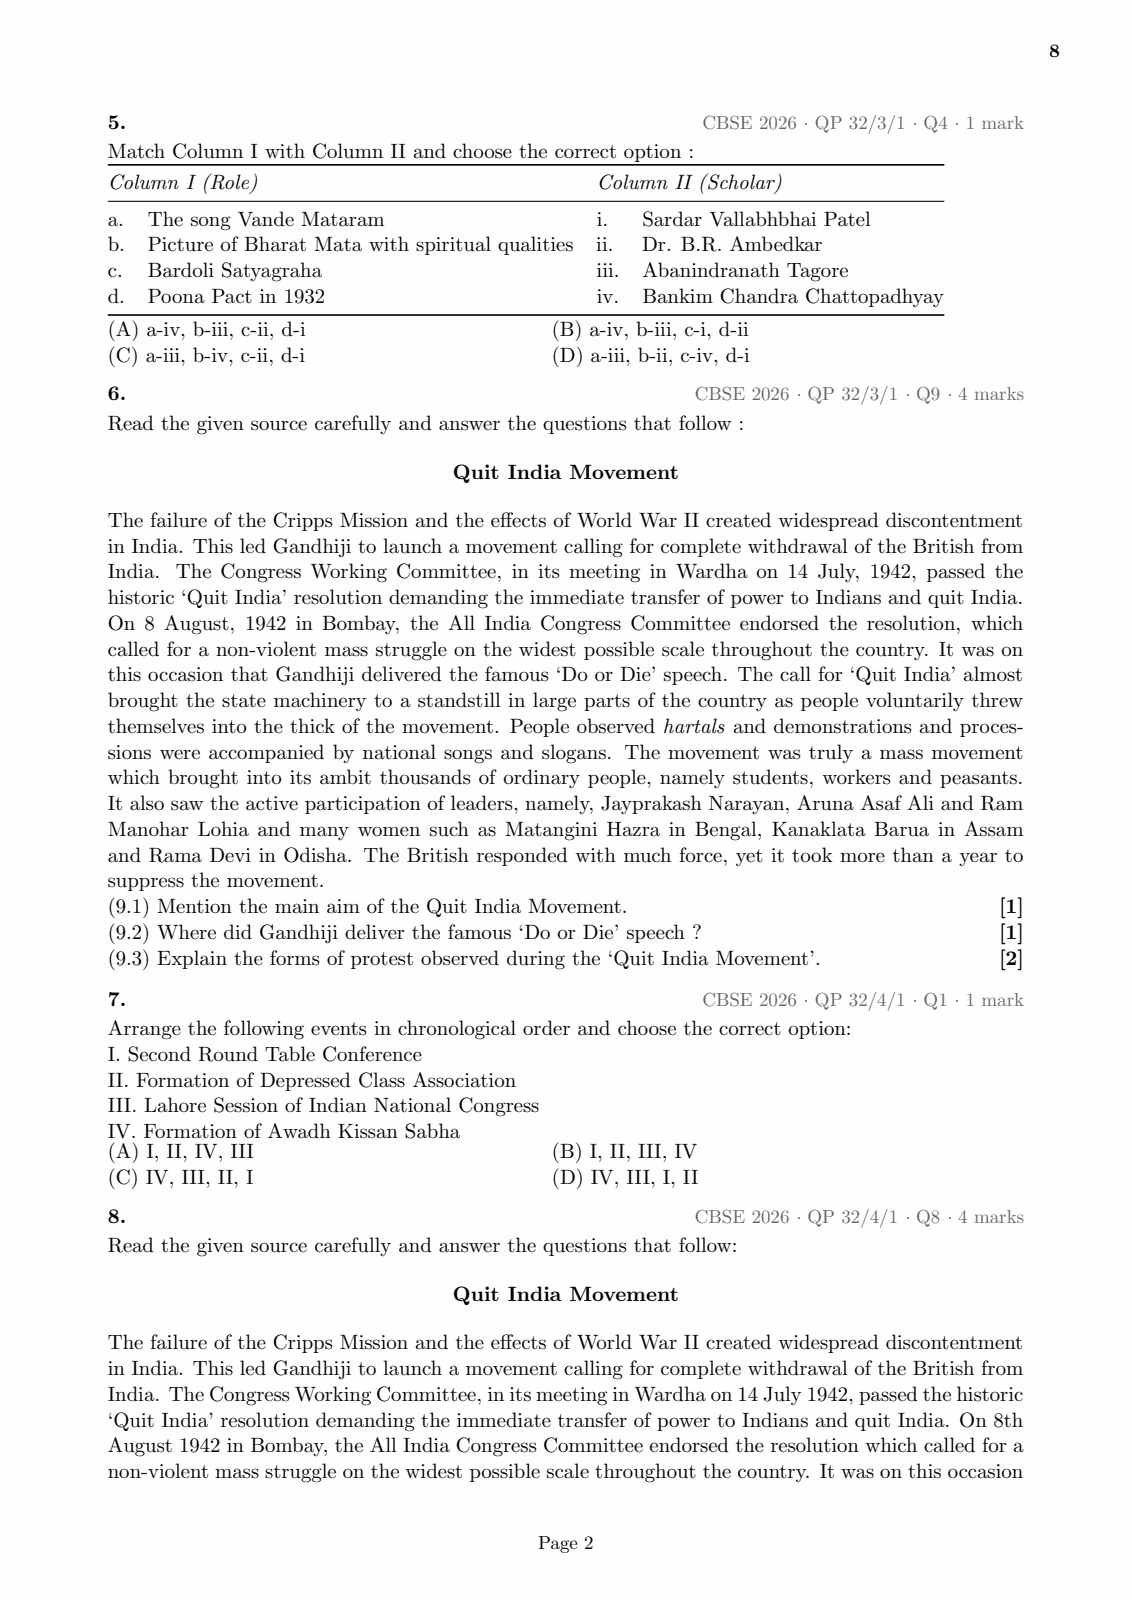 8
5.
CBSE 2026 · QP 32/3/1 · Q4 · 1 mark
Match Column I with Column II and choose the correct option :
Column I (Role) Column II (Scholar)
a. The song Vande Mataram i. Sardar Vallabhbhai Patel
b. Picture of Bharat Mata with spiritual qualities ii. Dr. B.R. Ambedkar
c. Bardoli Satyagraha iii. Abanindranath Tagore
d. Poona Pact in 1932 iv. Bankim Chandra Chattopadhyay
(A) a-iv, b-iii, c-ii, d-i (B) a-iv, b-iii, c-i, d-ii
(C) a-iii, b-iv, c-ii, d-i (D) a-iii, b-ii, c-iv, d-i
6.
CBSE 2026 · QP 32/3/1 · Q9 · 4 marks
Read the given source carefully and answer the questions that follow :
Quit India Movement
The failure of the Cripps Mission and the effects of World War II created widespread discontentment
in India. This led Gandhiji to launch a movement calling for complete withdrawal of the British from
India. The Congress Working Committee, in its meeting in Wardha on 14 July, 1942, passed the
historic ‘Quit India’ resolution demanding the immediate transfer of power to Indians and quit India.
On 8 August, 1942 in Bombay, the All India Congress Committee endorsed the resolution, which
called for a non-violent mass struggle on the widest possible scale throughout the country. It was on
this occasion that Gandhiji delivered the famous ‘Do or Die’ speech. The call for ‘Quit India’ almost
brought the state machinery to a standstill in large parts of the country as people voluntarily threw
themselves into the thick of the movement. People observed hartals and demonstrations and proces-
sions were accompanied by national songs and slogans. The movement was truly a mass movement
which brought into its ambit thousands of ordinary people, namely students, workers and peasants.
It also saw the active participation of leaders, namely, Jayprakash Narayan, Aruna Asaf Ali and Ram
Manohar Lohia and many women such as Matangini Hazra in Bengal, Kanaklata Barua in Assam
and Rama Devi in Odisha. The British responded with much force, yet it took more than a year to
suppress the movement.
(9.1) Mention the main aim of the Quit India Movement. [1]
(9.2) Where did Gandhiji deliver the famous ‘Do or Die’ speech ? [1]
(9.3) Explain the forms of protest observed during the ‘Quit India Movement’. [2]
7.
CBSE 2026 · QP 32/4/1 · Q1 · 1 mark
Arrange the following events in chronological order and choose the correct option:
I. Second Round Table Conference
II. Formation of Depressed Class Association
III. Lahore Session of Indian National Congress
IV. Formation of Awadh Kissan Sabha
(A) I, II, IV, III (B) I, II, III, IV
(C) IV, III, II, I (D) IV, III, I, II
8.
CBSE 2026 · QP 32/4/1 · Q8 · 4 marks
Read the given source carefully and answer the questions that follow:
Quit India Movement
The failure of the Cripps Mission and the effects of World War II created widespread discontentment
in India. This led Gandhiji to launch a movement calling for complete withdrawal of the British from
India. The Congress Working Committee, in its meeting in Wardha on 14 July 1942, passed the historic
‘Quit India’ resolution demanding the immediate transfer of power to Indians and quit India. On 8th
August 1942 in Bombay, the All India Congress Committee endorsed the resolution which called for a
non-violent mass struggle on the widest possible scale throughout the country. It was on this occasion
Page 2